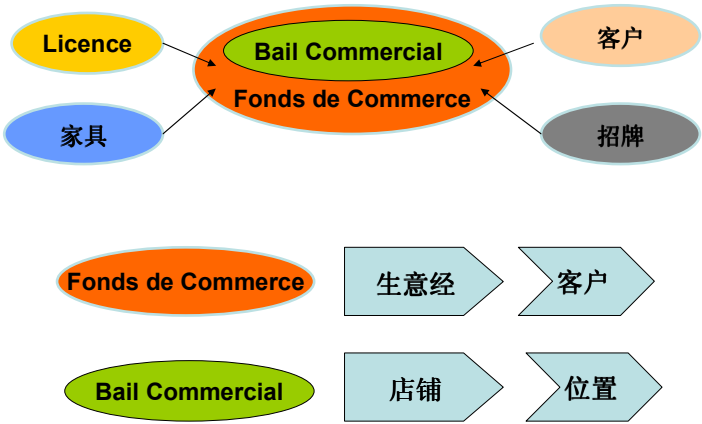 Licence
Bail Commercial
客户
Fonds de Commerce
家具
招牌
Fonds de Commerce
生意经
客户
Bail Commercial
店铺
位置